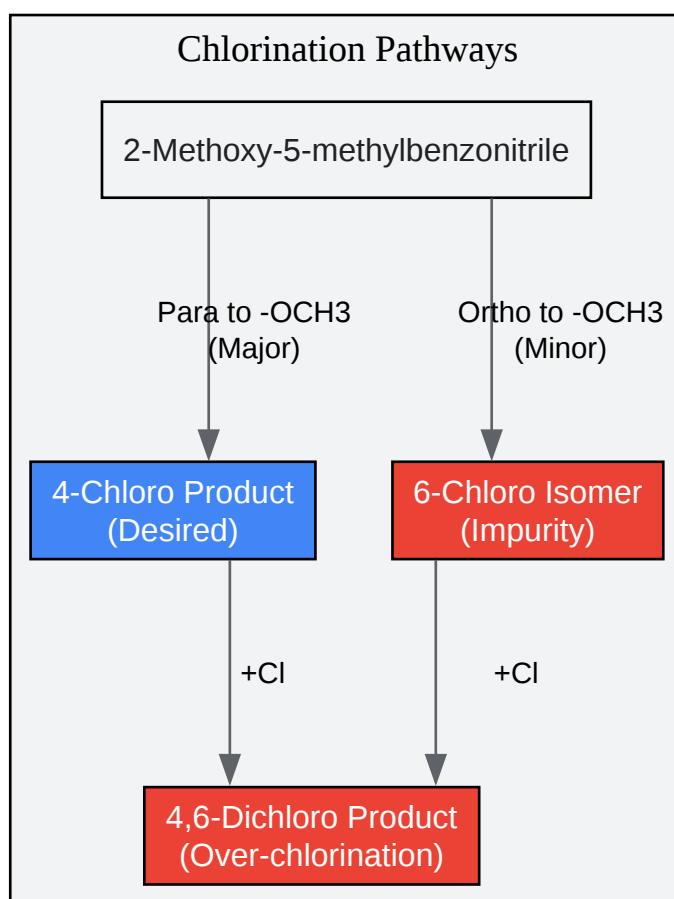 Chlorination Pathways
2-Methoxy-5-methylbenzonitrile
Para to -OCH3
(Major)
Ortho to -OCH3
(Minor)
4-Chloro Product
(Desired)
6-Chloro Isomer
(Impurity)
+Cl
+Cl
4,6-Dichloro Product
(Over-chlorination)